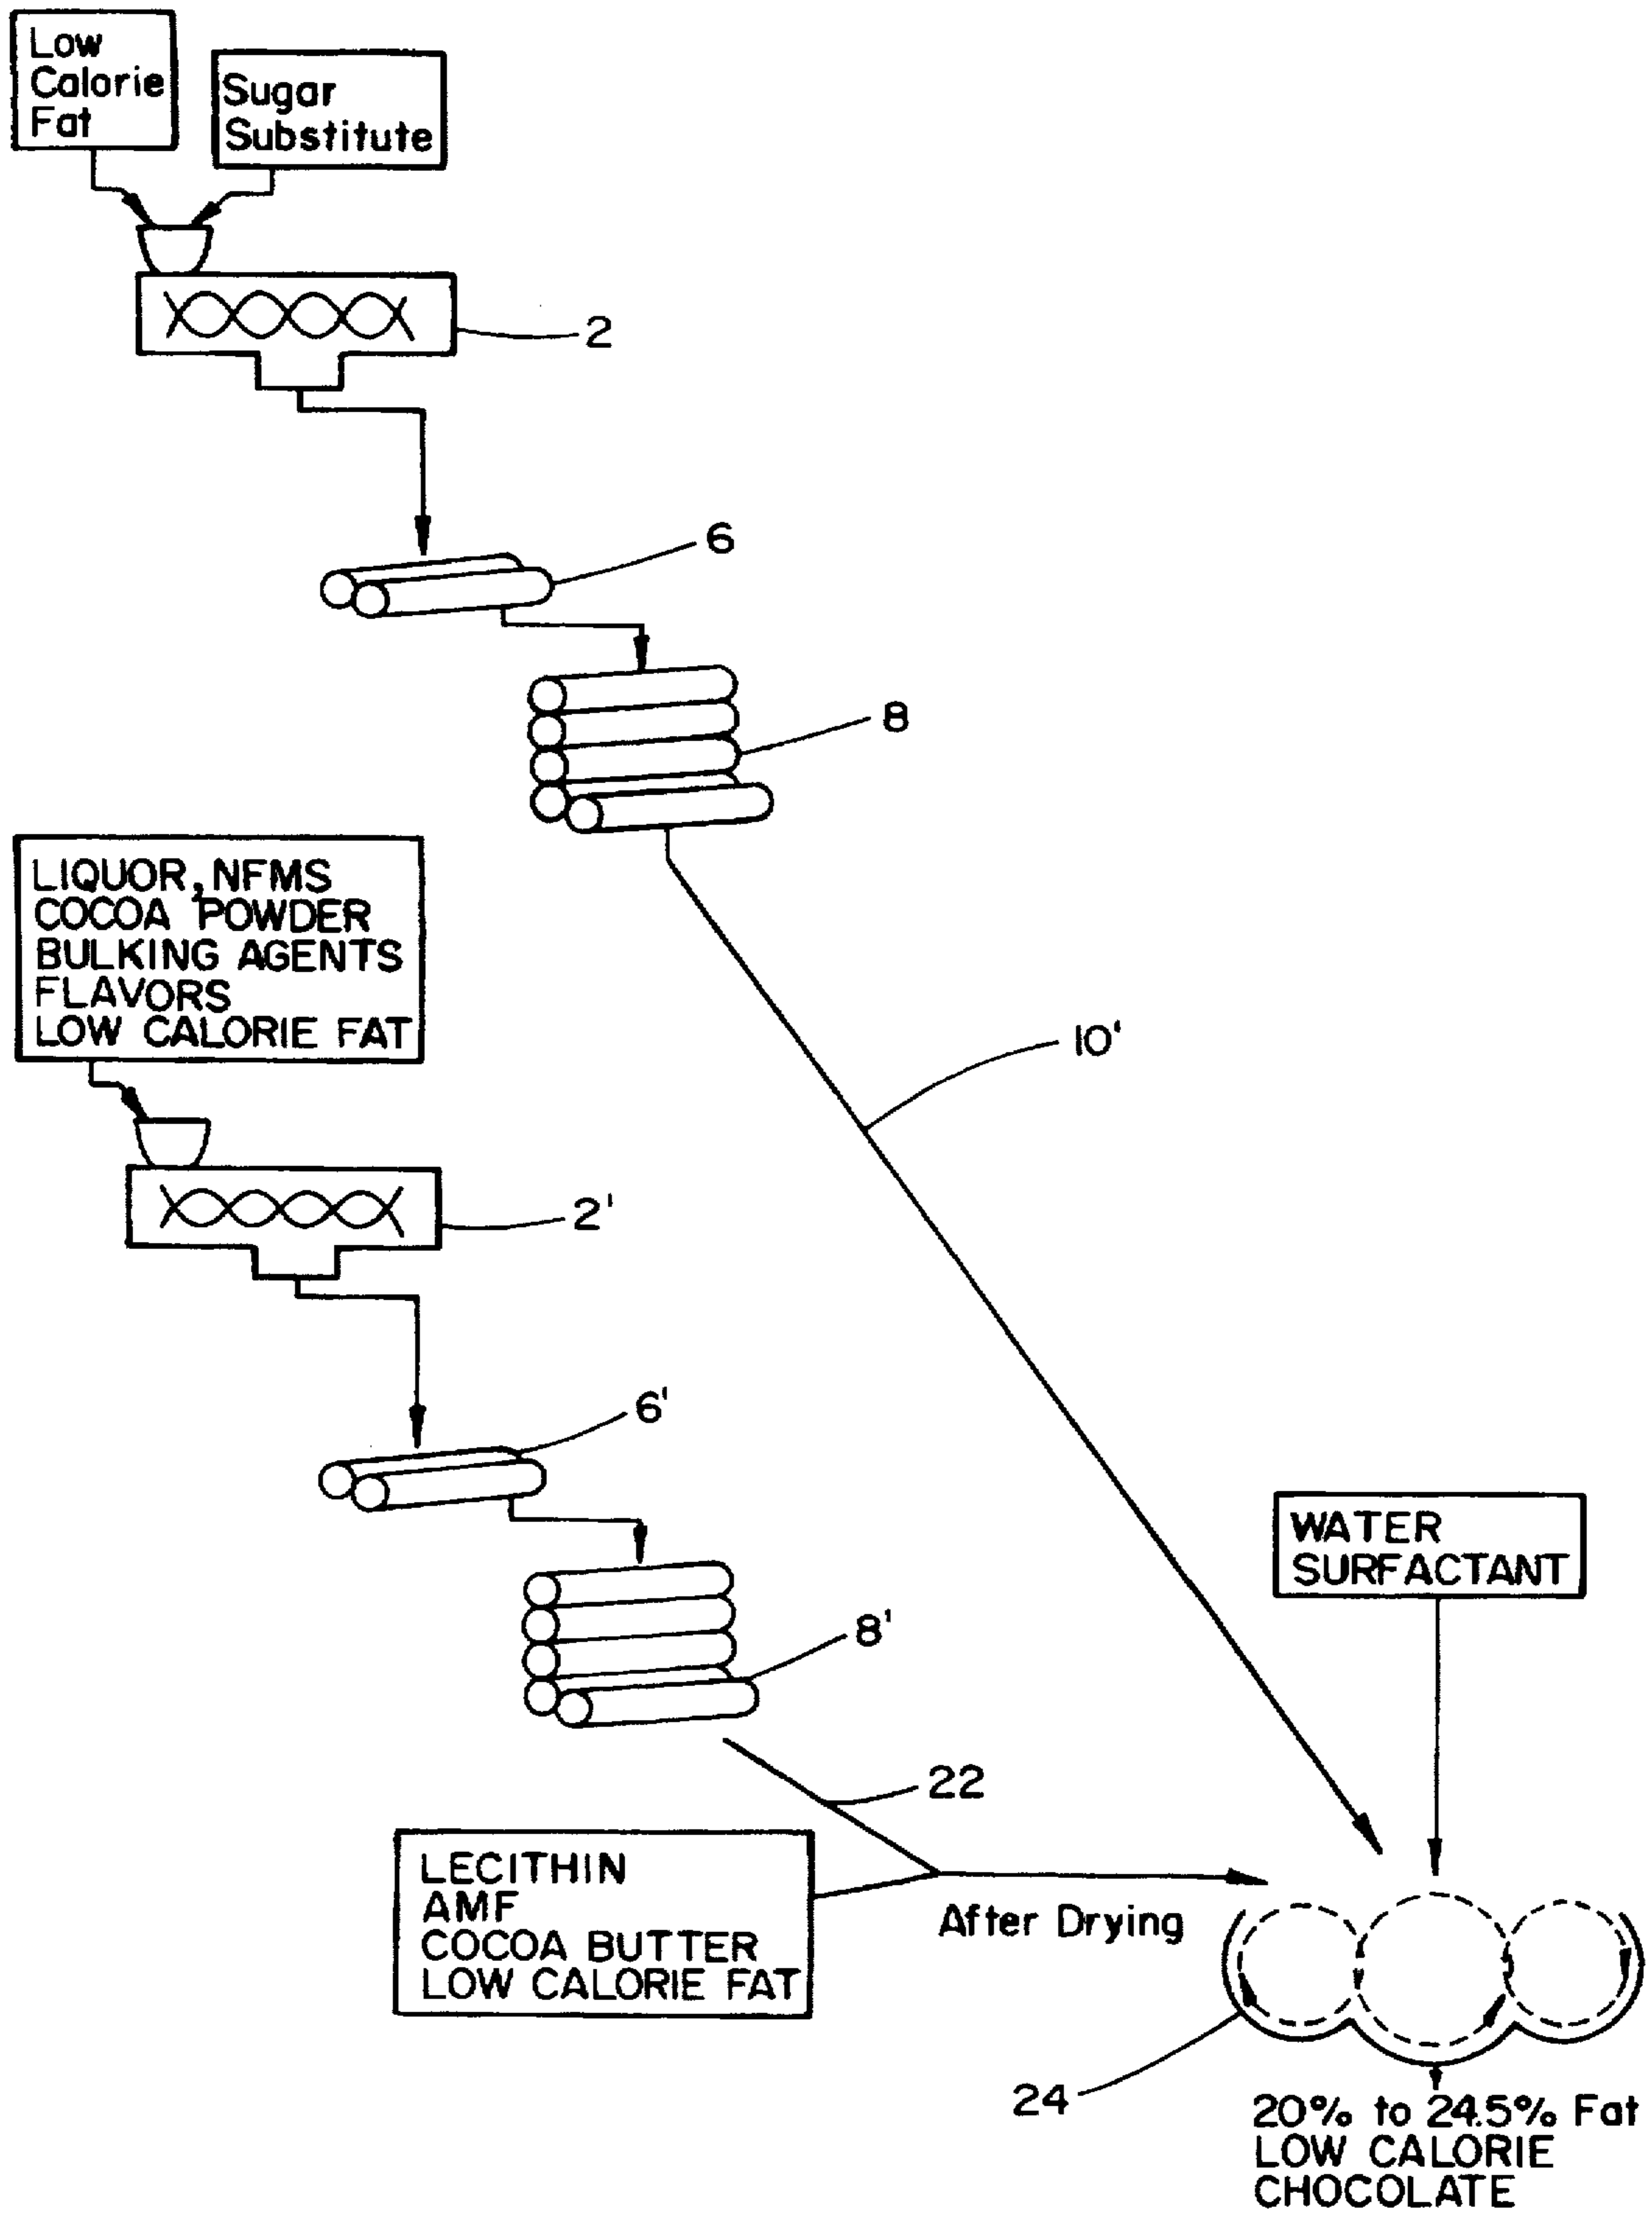 Low
Calorie
Fat
Sugar
Substitute
2
6
8
LIQUOR, NFMS
COCOA POWDER
BULKING AGENTS
FLAVORS
LOW CALORIE FAT
10'
2'
6'
WATER
SURFACTANT
8'
22
LECITHIN
AMF
COCOA BUTTER
LOW CALORIE FAT
After Drying
24
20% to 24.5% Fat
LOW CALORIE
CHOCOLATE